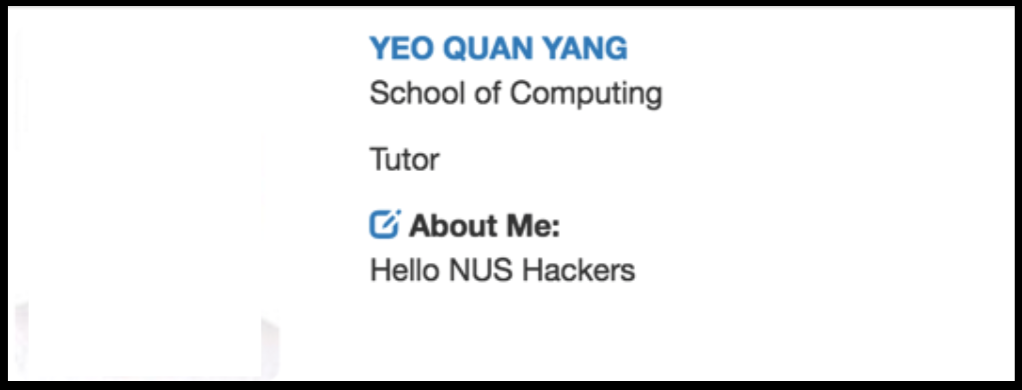 YEO QUAN YANG
School of Computing
Tutor
About Me:
Hello NUS Hackers